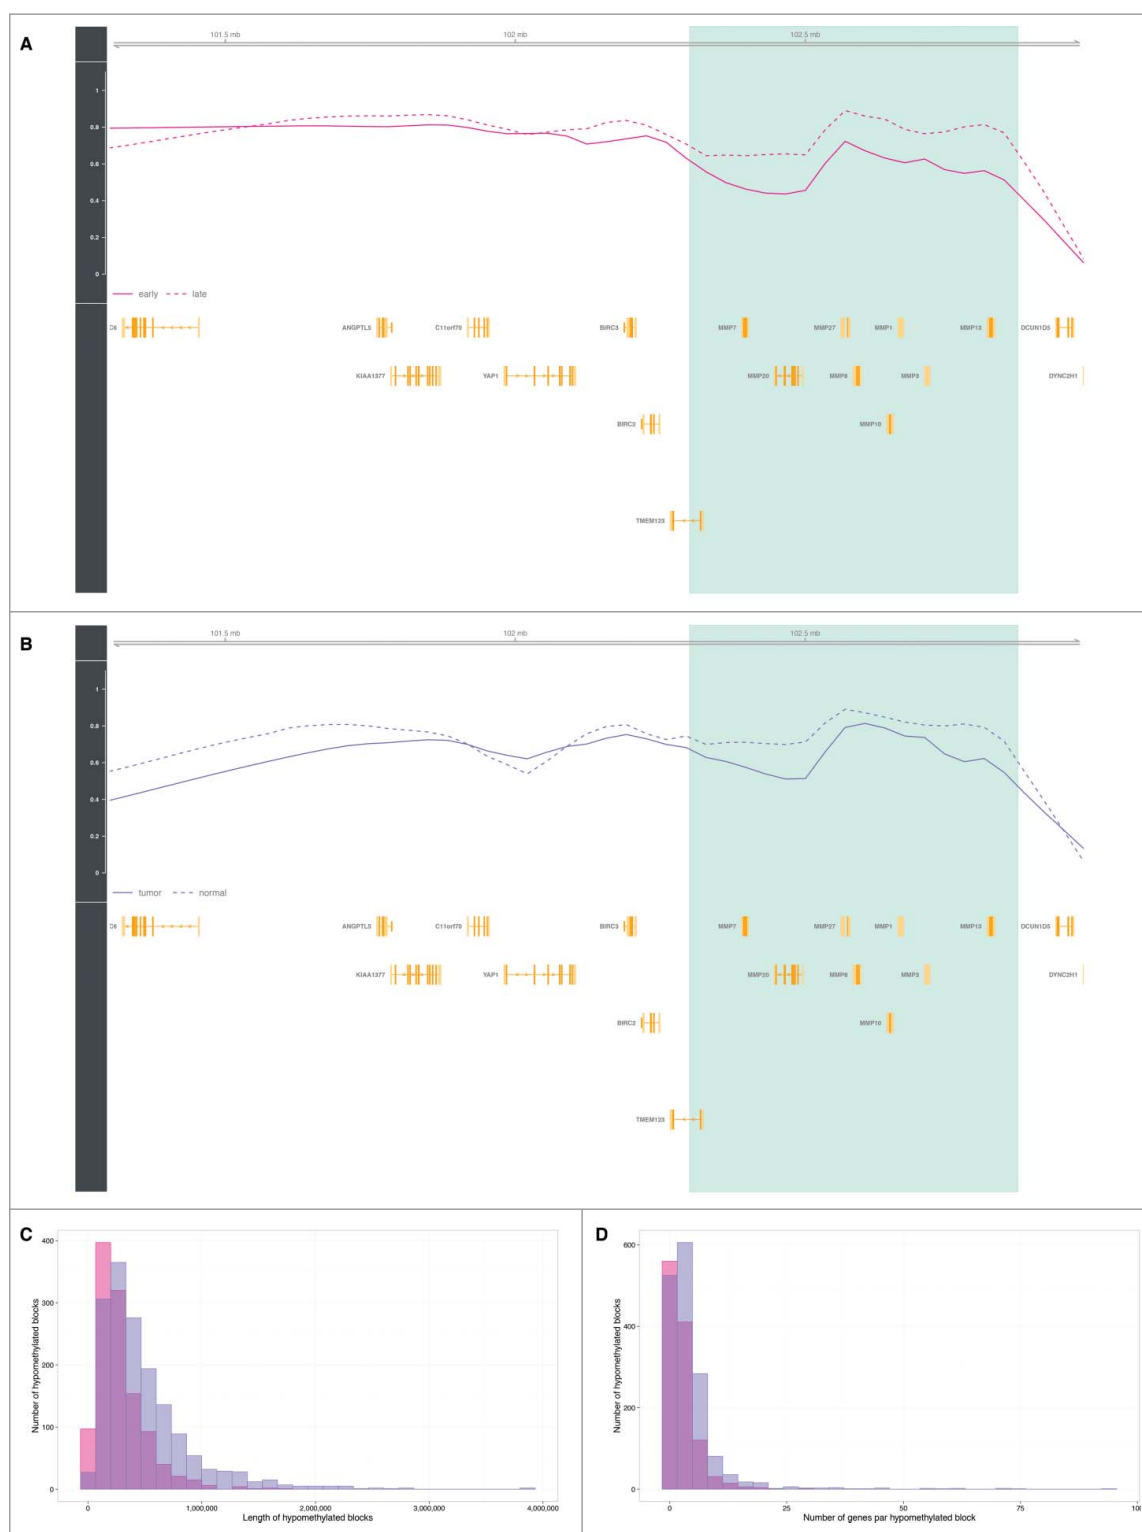 A
101.5 mb 102 mb 102.5 mb
1
0.8
0.6
0.4
0.2
0
early late
C8 ANGPTL5 C11orf70 BIRC3 MMP7 MMP27 MMP1 MMP13 DCUN1D5
KIAA1377 YAP1 MMP20 MMP8 MMP3 DYNC2H1
BIRC2 MMP10
TMEM123
B
101.5 mb 102 mb 102.5 mb
1
0.8
0.6
0.4
0.2
0
tumor normal
C8 ANGPTL5 C11orf70 BIRC3 MMP7 MMP27 MMP1 MMP13 DCUN1D5
KIAA1377 YAP1 MMP20 MMP8 MMP3 DYNC2H1
BIRC2 MMP10
TMEM123
C
Number of hypomethylated blocks
400
300
200
100
0
0 1,000,000 2,000,000 3,000,000 4,000,000
Length of hypomethylated blocks
D
Number of hypomethylated blocks
600
400
200
0
0 25 50 75 100
Number of genes par hypomethylated block